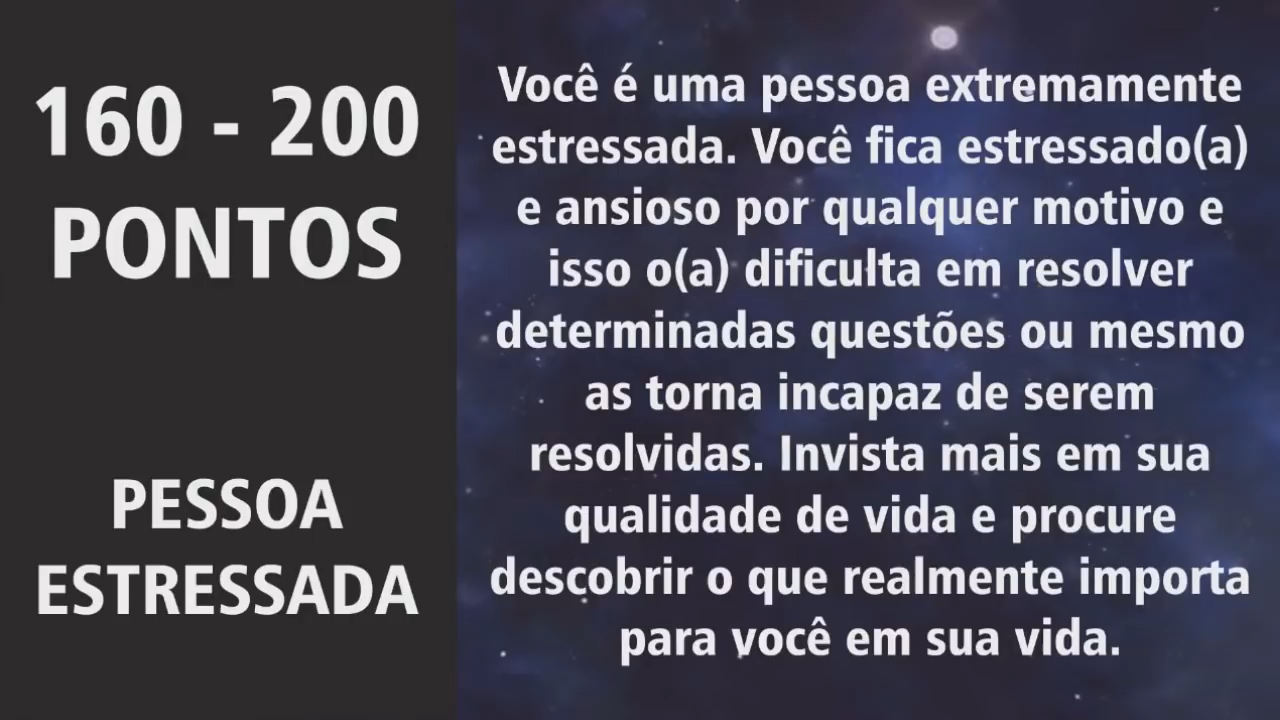 160 - 200
PONTOS
PESSOA
ESTRESSADA
Você é uma pessoa extremamente
estressada. Você fica estressado(a)
e ansioso por qualquer motivo e
isso o(a) dificulta em resolver
determinadas questões ou mesmo
as torna incapaz de serem
resolvidas. Invista mais em sua
qualidade de vida e procure
descobrir o que realmente importa
para você em sua vida.